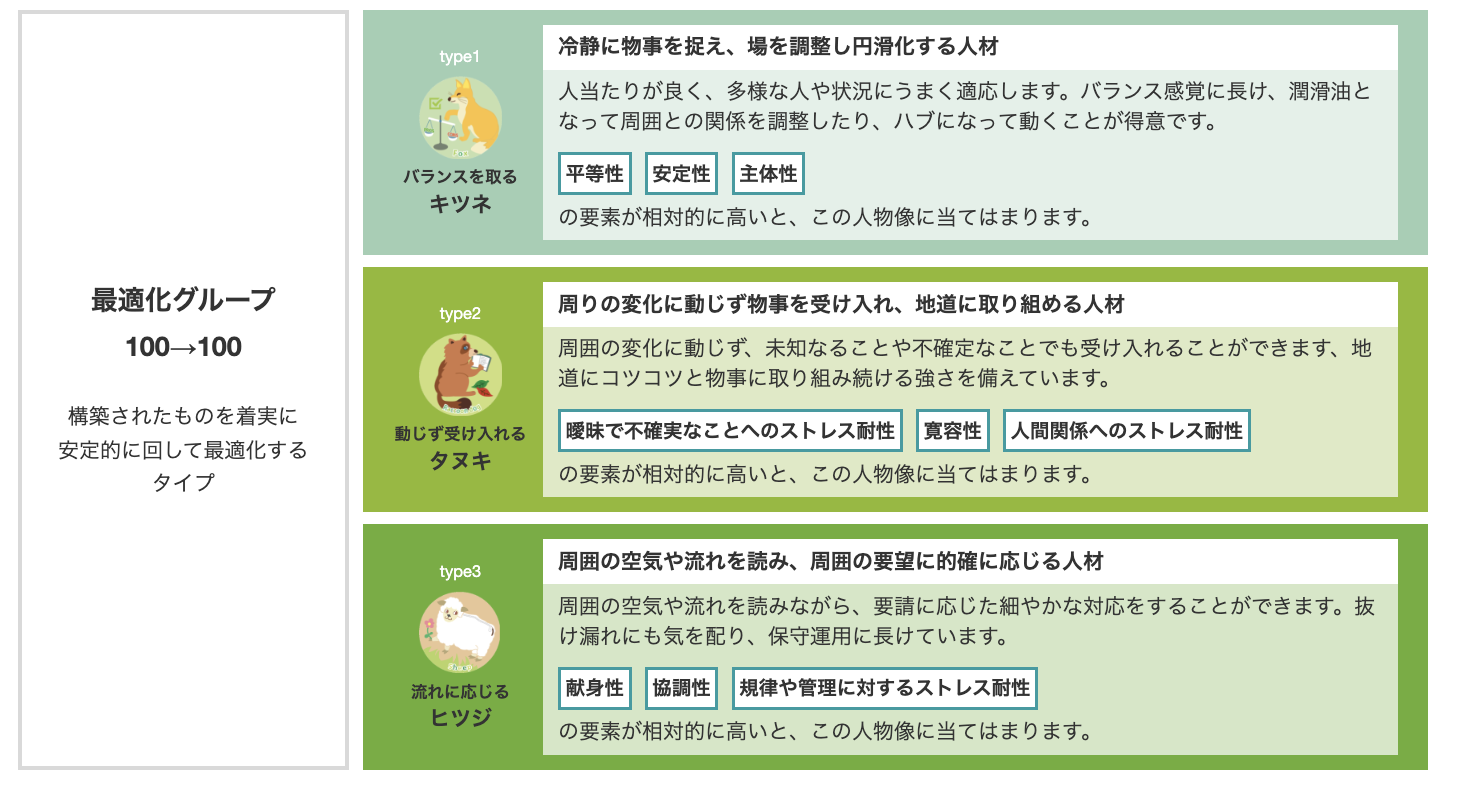 最適化グループ
100→100
構築されたものを着実に
安定的に回して最適化する
タイプ
type1
バランスを取る
キツネ
冷静に物事を捉え、場を調整し円滑化する人材
人当たりが良く、多様な人や状況にうまく適応します。バランス感覚に長け、潤滑油と
なって周囲との関係を調整したり、ハブになって動くことが得意です。
平等性 安定性 主体性
の要素が相対的に高いと、この人物像に当てはまります。
type2
動じず受け入れる
タヌキ
周りの変化に動じず物事を受け入れ、地道に取り組める人材
周囲の変化に動じず、未知なることや不確定なことでも受け入れることができます、地
道にコツコツと物事に取り組み続ける強さを備えています。
曖昧で不確実なことへのストレス耐性 寛容性 人間関係へのストレス耐性
の要素が相対的に高いと、この人物像に当てはまります。
type3
流れに応じる
ヒツジ
周囲の空気や流れを読み、周囲の要望に的確に応じる人材
周囲の空気や流れを読みながら、要請に応じた細やかな対応をすることができます。抜
け漏れにも気を配り、保守運用に長けています。
献身性 協調性 規律や管理に対するストレス耐性
の要素が相対的に高いと、この人物像に当てはまります。